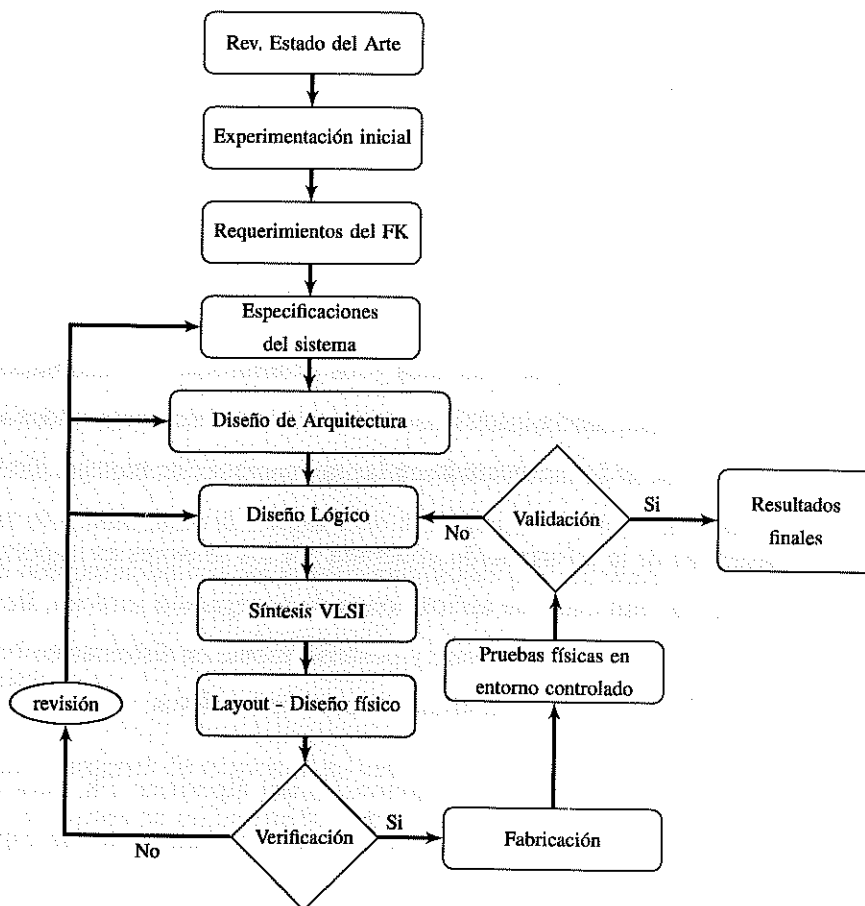 Rev. Estado del Arte
Experimentación inicial
Requerimientos del FK
Especificaciones
del sistema
Diseño de Arquitectura
Diseño Lógico
No
Validación
Si
Resultados
finales
Síntesis VLSI
Pruebas físicas en
entorno controlado
revisión
Layout - Diseño físico
No
Verificación
Si
Fabricación